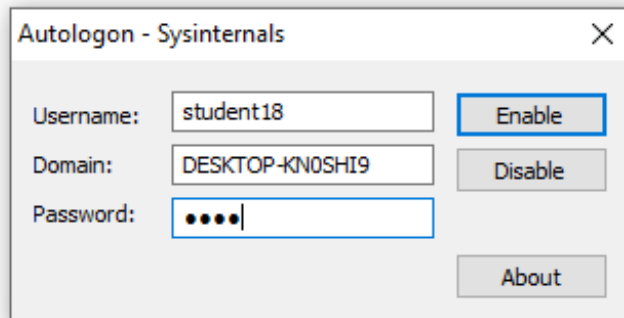 Autologon - Sysinternals
Username: student18 Enable
Domain: DESKTOP-KN0SHI9 Disable
Password: ●●●●
About